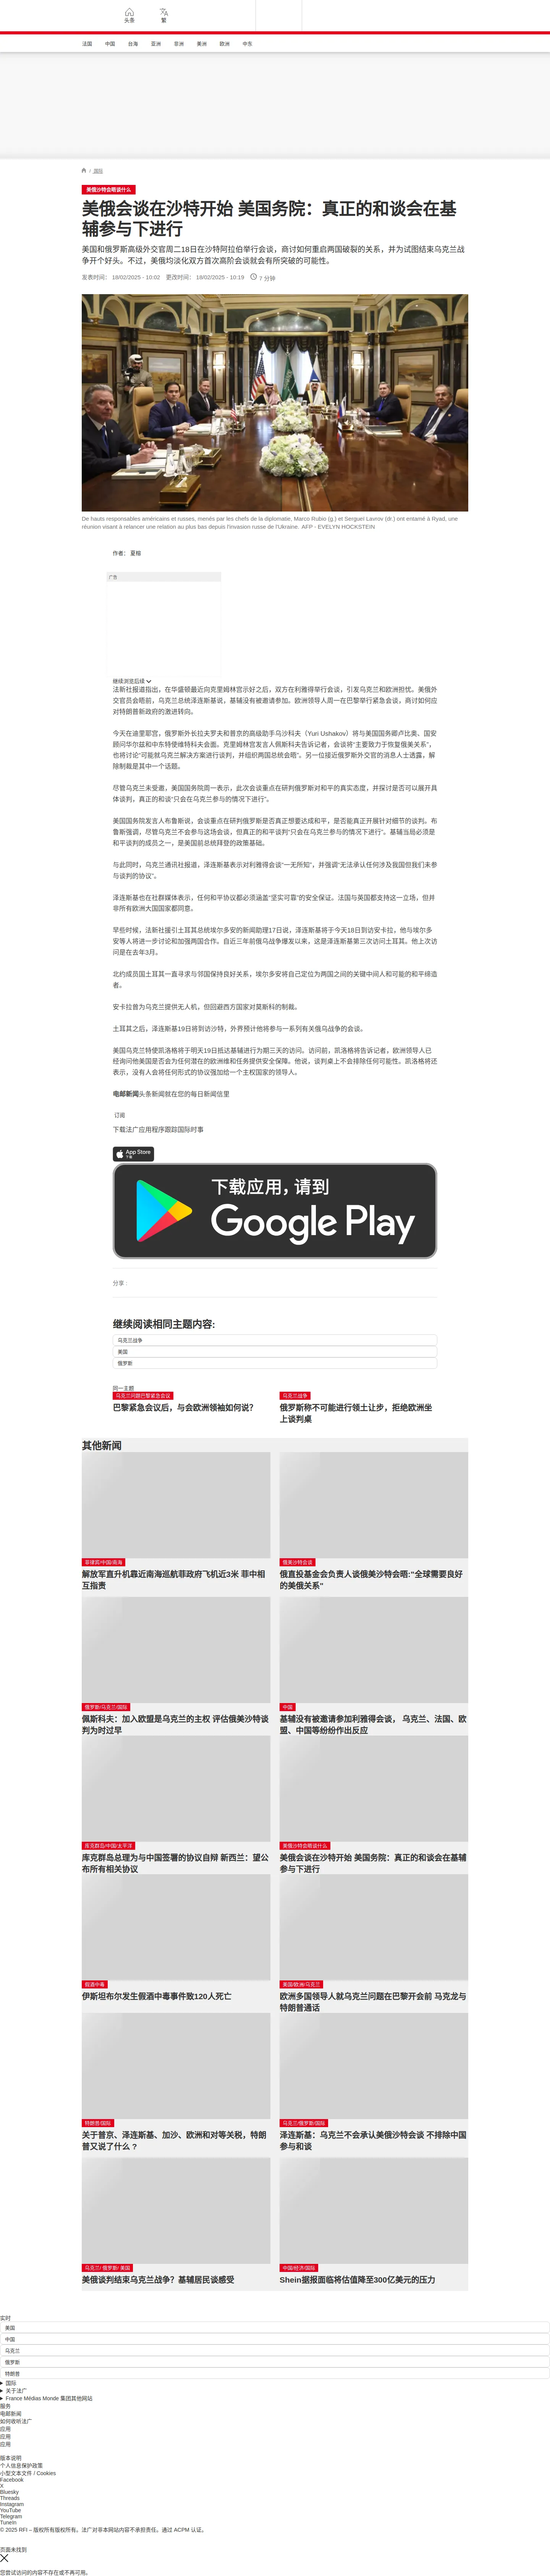 头条
繁
法国
中国
台海
亚洲
非洲
美洲
欧洲
中东
/ 国际
美俄沙特会晤谈什么
美俄会谈在沙特开始 美国务院：真正的和谈会在基
辅参与下进行
美国和俄罗斯高级外交官周二18日在沙特阿拉伯举行会谈，商讨如何重启两国破裂的关系，并为试图结束乌克兰战
争开个好头。不过，美俄均淡化双方首次高阶会谈就会有所突破的可能性。
发表时间： 18/02/2025 - 10:02 更改时间： 18/02/2025 - 10:19 7 分钟
De hauts responsables américains et russes, menés par les chefs de la diplomatie, Marco Rubio (g.) et Sergueï Lavrov (dr.) ont entamé à Ryad, une
réunion visant à relancer une relation au plus bas depuis l'invasion russe de l'Ukraine. AFP - EVELYN HOCKSTEIN
作者： 夏榕
广告
继续浏览后续
法新社报道指出，在华盛顿最近向克里姆林宫示好之后，双方在利雅得举行会谈，引发乌克兰和欧洲担忧。美俄外
交官员会晤前，乌克兰总统泽连斯基说，基辅没有被邀请参加。欧洲领导人周一在巴黎举行紧急会谈，商讨如何应
对特朗普新政府的激进转向。
今天在迪里耶宫，俄罗斯外长拉夫罗夫和普京的高级助手乌沙科夫（Yuri Ushakov）将与美国国务卿卢比奥、国安
顾问华尔兹和中东特使维特科夫会面。克里姆林宫发言人佩斯科夫告诉记者，会谈将“主要致力于恢复俄美关系”，
也将讨论“可能就乌克兰解决方案进行谈判，并组织两国总统会晤”。另一位接近俄罗斯外交官的消息人士透露，解
除制裁是其中一个话题。
尽管乌克兰未受邀，美国国务院周一表示，此次会谈重点在研判俄罗斯对和平的真实态度，并探讨是否可以展开具
体谈判，真正的和谈“只会在乌克兰参与的情况下进行”。
美国国务院发言人布鲁斯说，会谈重点在研判俄罗斯是否真正想要达成和平，是否能真正开展针对细节的谈判。布
鲁斯强调，尽管乌克兰不会参与这场会谈，但真正的和平谈判“只会在乌克兰参与的情况下进行”。基辅当局必须是
和平谈判的成员之一，是美国前总统拜登的政策基础。
与此同时，乌克兰通讯社报道，泽连斯基表示对利雅得会谈“一无所知”，并强调“无法承认任何涉及我国但我们未参
与谈判的协议”。
泽连斯基也在社群媒体表示，任何和平协议都必须涵盖“坚实可靠”的安全保证。法国与英国都支持这一立场，但并
非所有欧洲大国国家都同意。
早些时候，法新社援引土耳其总统埃尔多安的新闻助理17日说，泽连斯基将于今天18日到访安卡拉，他与埃尔多
安等人将进一步讨论和加强两国合作。自近三年前俄乌战争爆发以来，这是泽连斯基第三次访问土耳其。他上次访
问是在去年3月。
北约成员国土耳其一直寻求与邻国保持良好关系，埃尔多安将自己定位为两国之间的关键中间人和可能的和平缔造
者。
安卡拉曾为乌克兰提供无人机，但回避西方国家对莫斯科的制裁。
土耳其之后，泽连斯基19日将到访沙特，外界预计他将参与一系列有关俄乌战争的会谈。
美国乌克兰特使凯洛格将于明天19日抵达基辅进行为期三天的访问。访问前，凯洛格将告诉记者，欧洲领导人已
经询问他美国是否会为任何潜在的欧洲维和任务提供安全保障。他说，谈判桌上不会排除任何可能性。凯洛格将还
表示，没有人会将任何形式的协议强加给一个主权国家的领导人。
电邮新闻头条新闻就在您的每日新闻信里
订阅
下载法广应用程序跟踪国际时事
App Store
下载
下载应用，请到
Google Play
分享 :
继续阅读相同主题内容:
乌克兰战争
美国
俄罗斯
同一主题
乌克兰问题巴黎紧急会议
巴黎紧急会议后，与会欧洲领袖如何说？
乌克兰战争
俄罗斯称不可能进行领土让步，拒绝欧洲坐
上谈判桌
其他新闻
菲律宾/中国/南海
解放军直升机靠近南海巡航菲政府飞机近3米 菲中相
互指责
俄美沙特会谈
俄直投基金会负责人谈俄美沙特会晤:"全球需要良好
的美俄关系"
俄罗斯/乌克兰/国际
佩斯科夫：加入欧盟是乌克兰的主权 评估俄美沙特谈
判为时过早
中国
基辅没有被邀请参加利雅得会谈， 乌克兰、法国、欧
盟、中国等纷纷作出反应
库克群岛/中国/太平洋
库克群岛总理为与中国签署的协议自辩 新西兰：望公
布所有相关协议
美俄沙特会晤谈什么
美俄会谈在沙特开始 美国务院：真正的和谈会在基辅
参与下进行
假酒中毒
伊斯坦布尔发生假酒中毒事件致120人死亡
美国/欧洲/乌克兰
欧洲多国领导人就乌克兰问题在巴黎开会前 马克龙与
特朗普通话
特朗普/国际
关于普京、泽连斯基、加沙、欧洲和对等关税，特朗
普又说了什么 ?
乌克兰/俄罗斯/国际
泽连斯基：乌克兰不会承认美俄沙特会谈 不排除中国
参与和谈
乌克兰/ 俄罗斯/ 美国
美俄谈判结束乌克兰战争？基辅居民谈感受
中国/经济/国际
Shein据报面临将估值降至300亿美元的压力
实时
美国
中国
乌克兰
俄罗斯
特朗普
国际
关于法广
France Médias Monde 集团其他网站
服务
电邮新闻
如何收听法广
应用
应用
应用
版本说明
个人信息保护政策
小型文本文件 / Cookies
Facebook
X
Bluesky
Threads
Instagram
YouTube
Telegram
TuneIn
© 2025 RFI – 版权所有版权所有。法广对非本网站内容不承担责任。通过 ACPM 认证。
页面未找到
您尝试访问的内容不存在或不再可用。